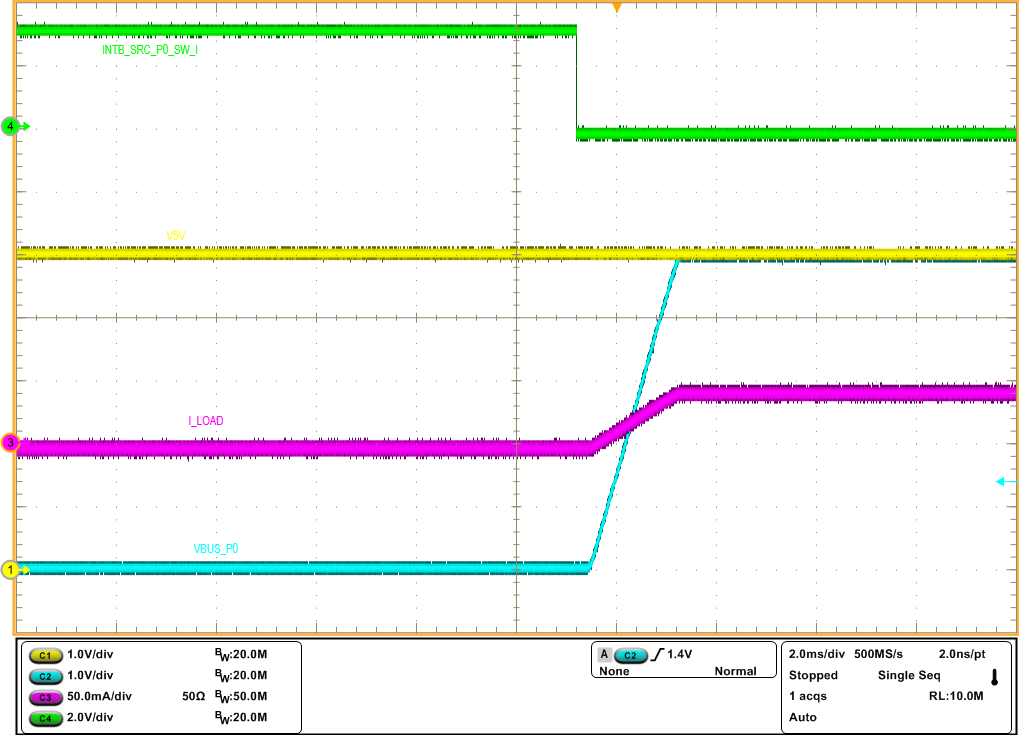 INTB_SRC_P0_SW_I
4
V5V
I_LOAD
3
VBUS_P0
1
C1 1.0V/div BW:20.0M
C2 1.0V/div BW:20.0M
C3 50.0mA/div 50Ω BW:50.0M
C4 2.0V/div BW:20.0M
A C2 1.4V
None Normal
2.0ms/div 500MS/s 2.0ns/pt
Stopped Single Seq
1 acqs RL:10.0M
Auto